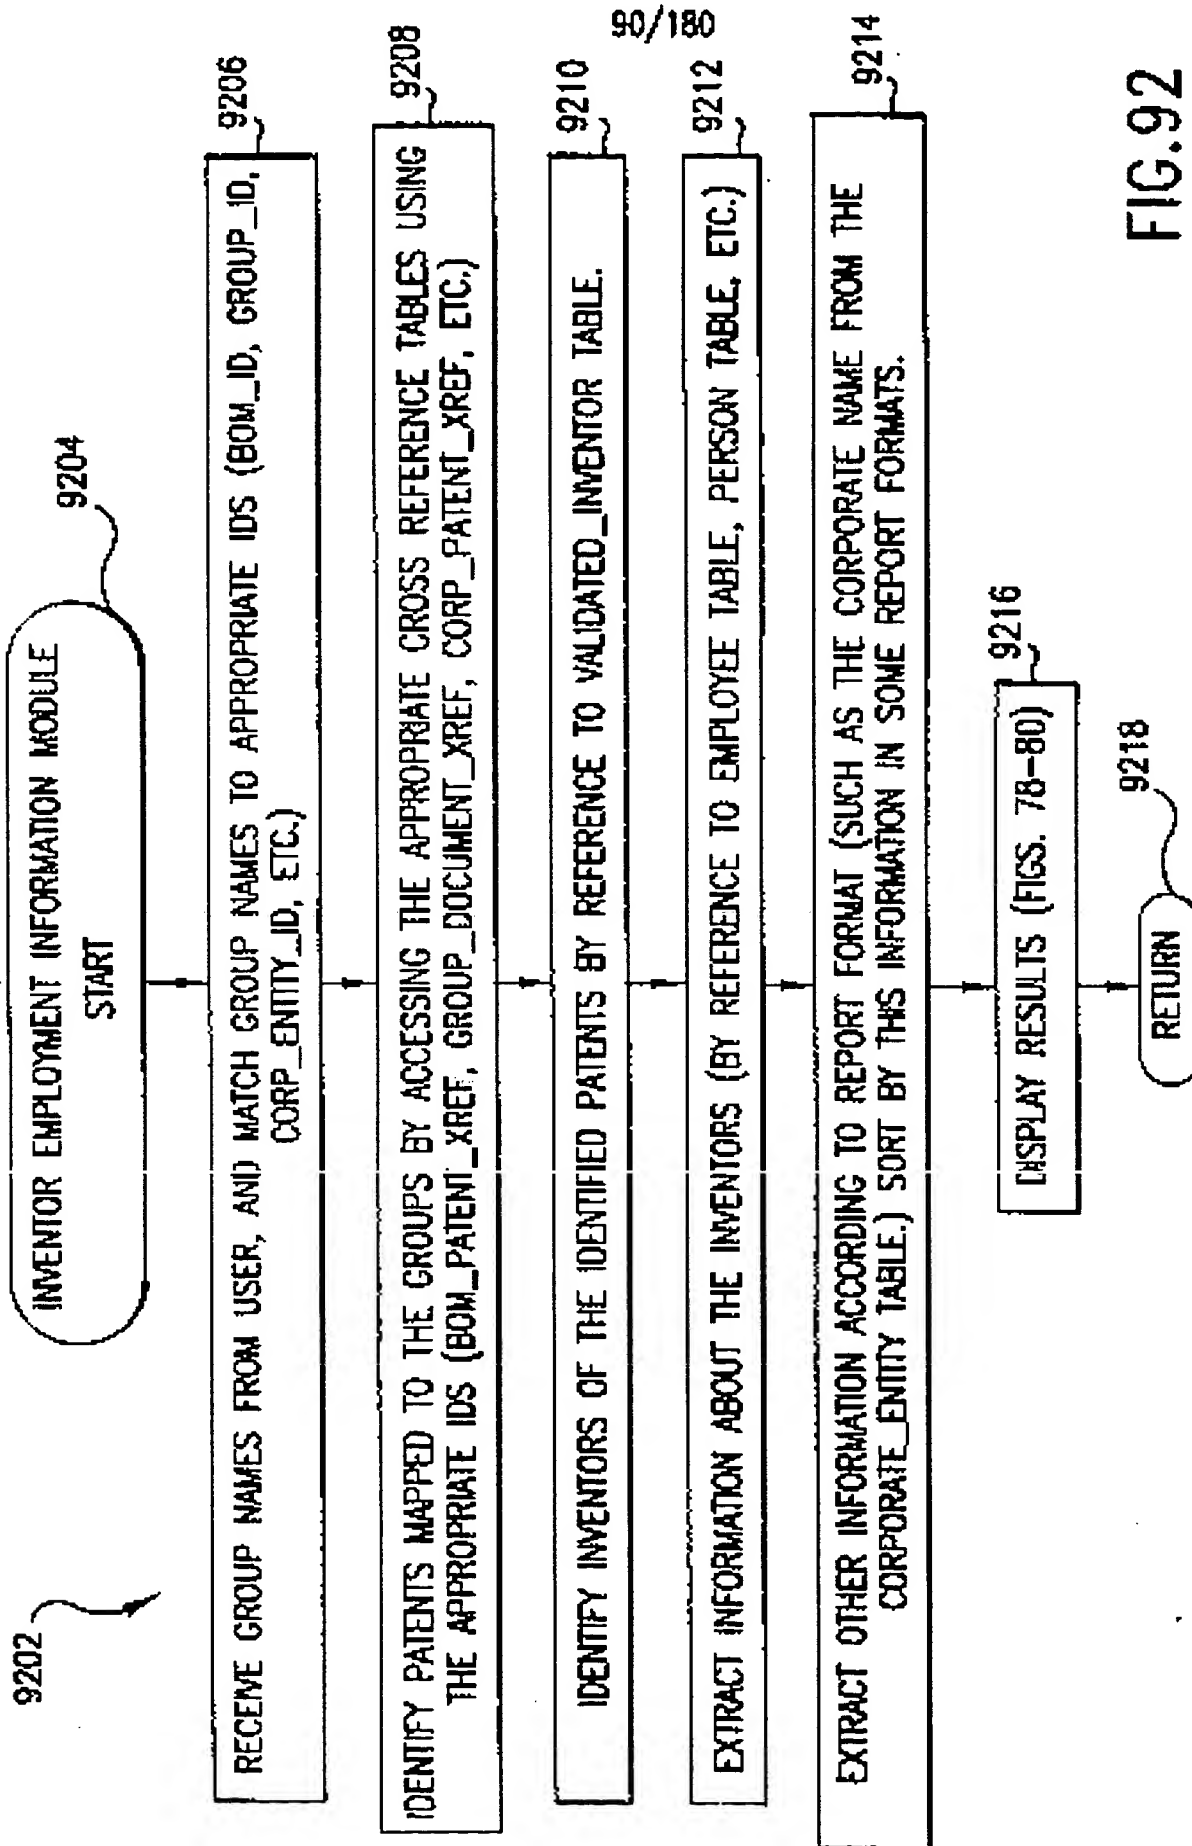 90/180
9202
INVENTOR EMPLOYMENT INFORMATION MODULE
START
9204
RECEIVE GROUP NAMES FROM USER, AND MATCH GROUP NAMES TO APPROPRIATE IDS (BOM_ID, GROUP_ID,
CORP_ENTITY_ID, ETC.)
9206
IDENTIFY PATENTS MAPPED TO THE GROUPS BY ACCESSING THE APPROPRIATE CROSS REFERENCE TABLES USING
THE APPROPRIATE IDS (BOM_PATENT_XREF, GROUP_DOCUMENT_XREF, CORP_PATENT_XREF, ETC.)
9208
IDENTIFY INVENTORS OF THE IDENTIFIED PATENTS BY REFERENCE TO VALIDATED_INVENTOR TABLE.
9210
EXTRACT INFORMATION ABOUT THE INVENTORS (BY REFERENCE TO EMPLOYEE TABLE, PERSON TABLE, ETC.)
9212
EXTRACT OTHER INFORMATION ACCORDING TO REPORT FORMAT (SUCH AS THE CORPORATE NAME FROM THE
CORPORATE_ENTITY TABLE.) SORT BY THIS INFORMATION IN SOME REPORT FORMATS.
9214
DISPLAY RESULTS (FIGS. 78-80)
9216
RETURN
9218
FIG.92